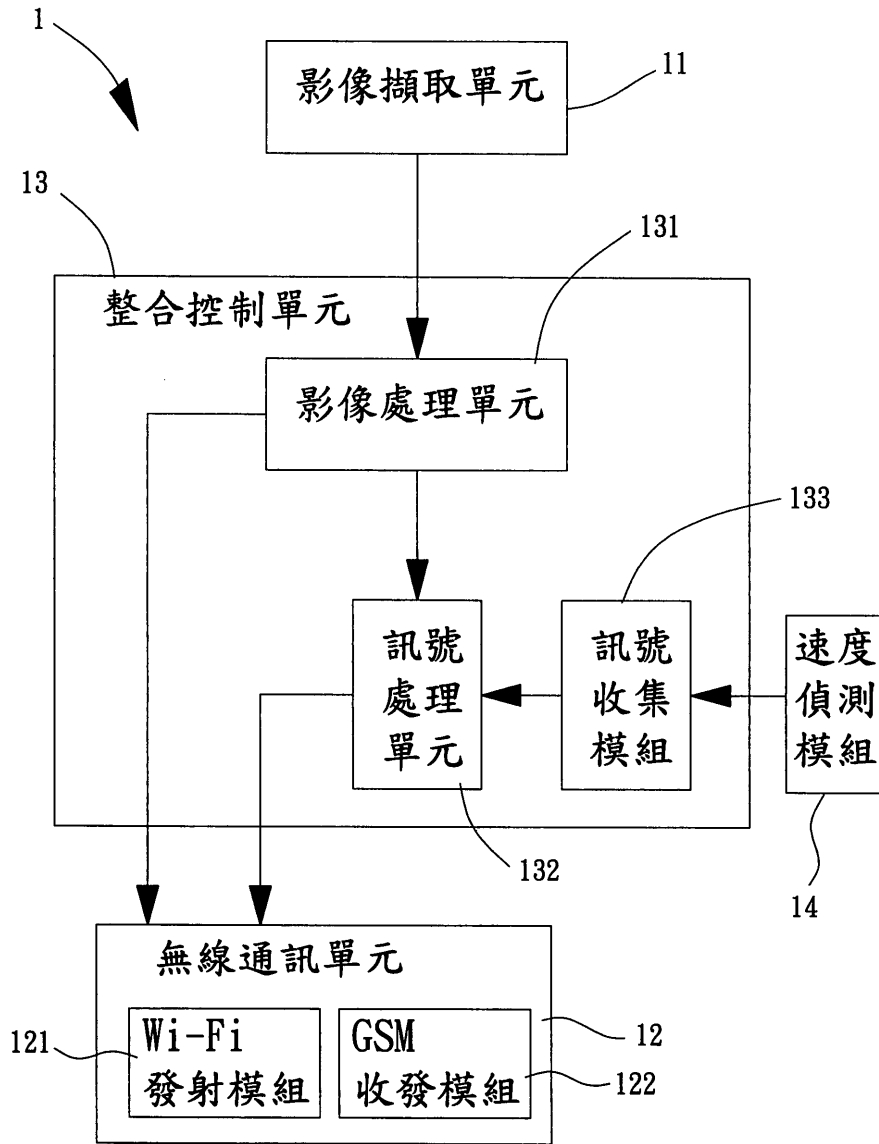 1
影像擷取單元
11
13
131
整合控制單元
影像處理單元
133
訊號
處理
單元
訊號
收集
模組
速度
偵測
模組
132
14
無線通訊單元
121
Wi-Fi
發射模組
GSM
收發模組
12
122